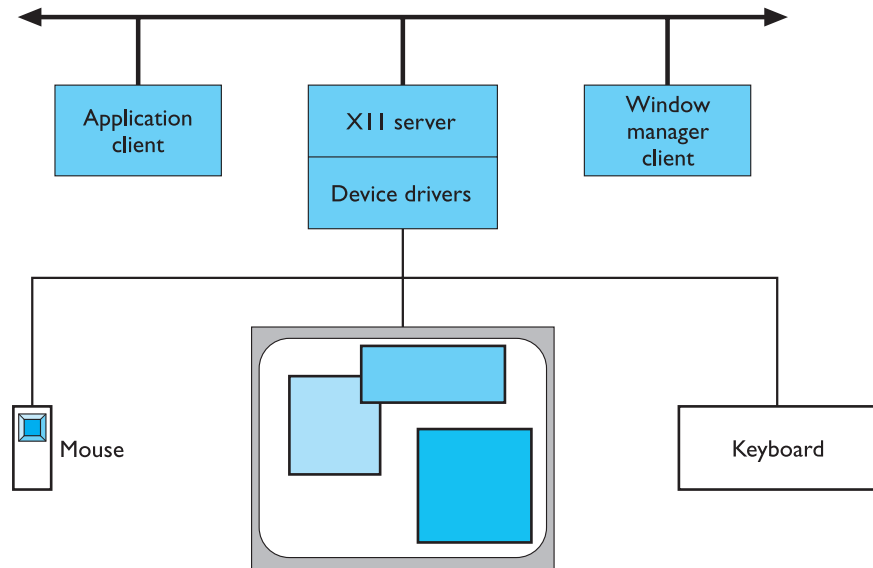 Application
client
X11 server
Device drivers
Window
manager
client
Mouse
Keyboard